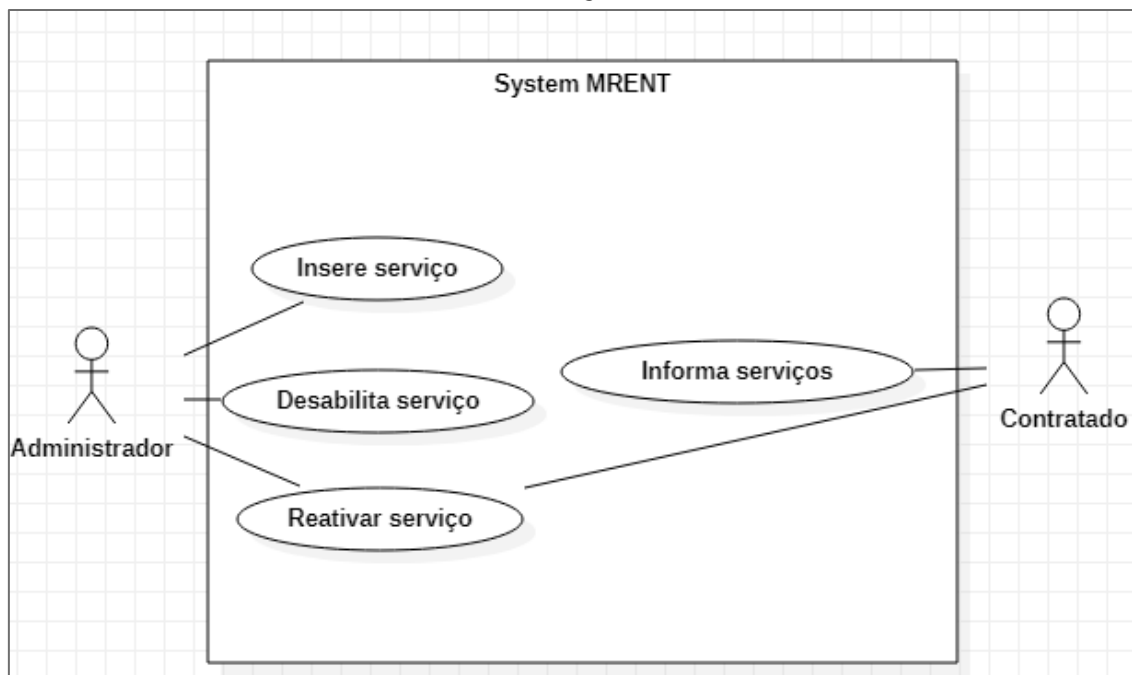 System MRENT
Insere serviço
Informa serviços
Desabilita serviço
Contratado
Administrador
Reativar serviço